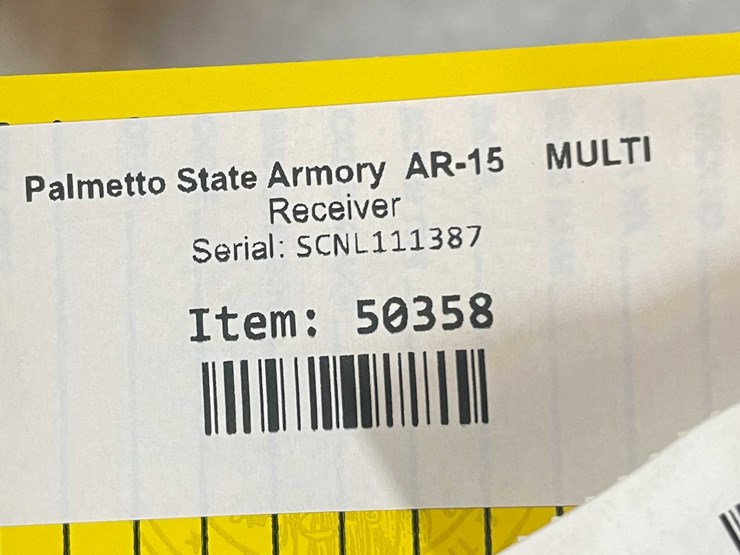 Palmetto State Armory AR-15 MULTI
Receiver
Serial: SCNL111387
Item: 50358